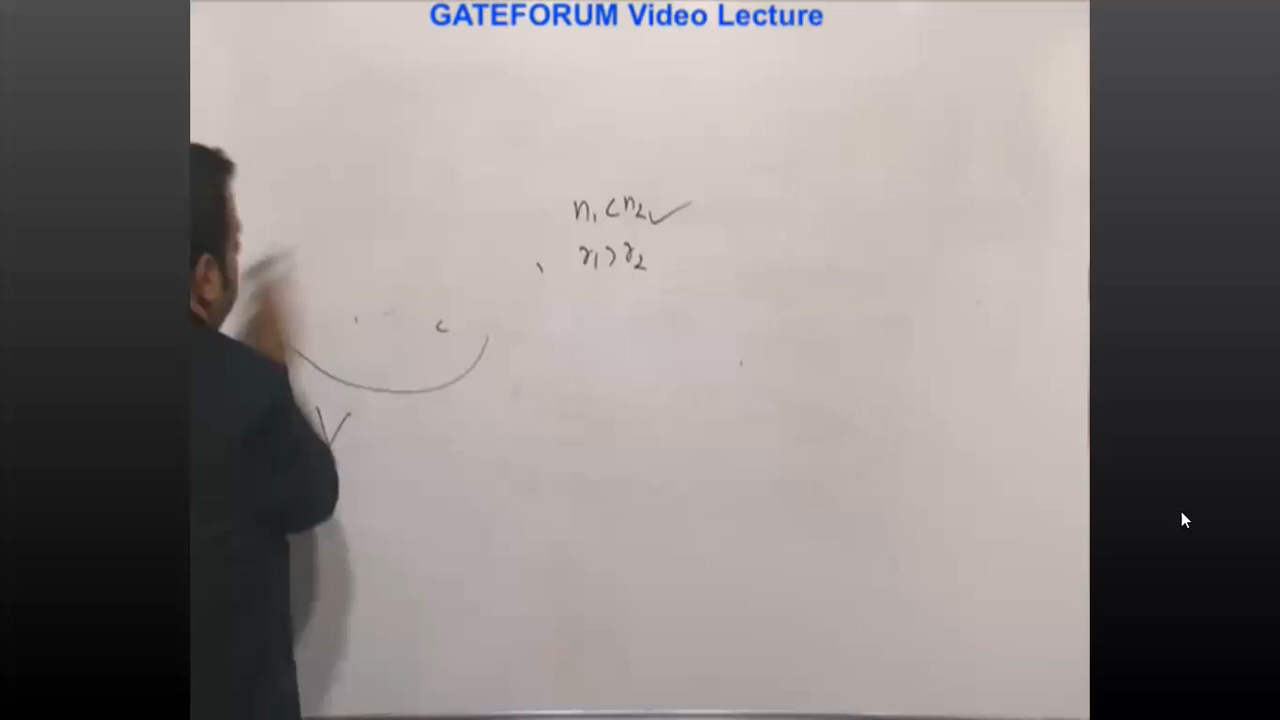 GATEFORUM Video Lecture
n₁ < n₂ ✓
r₁ > r₂